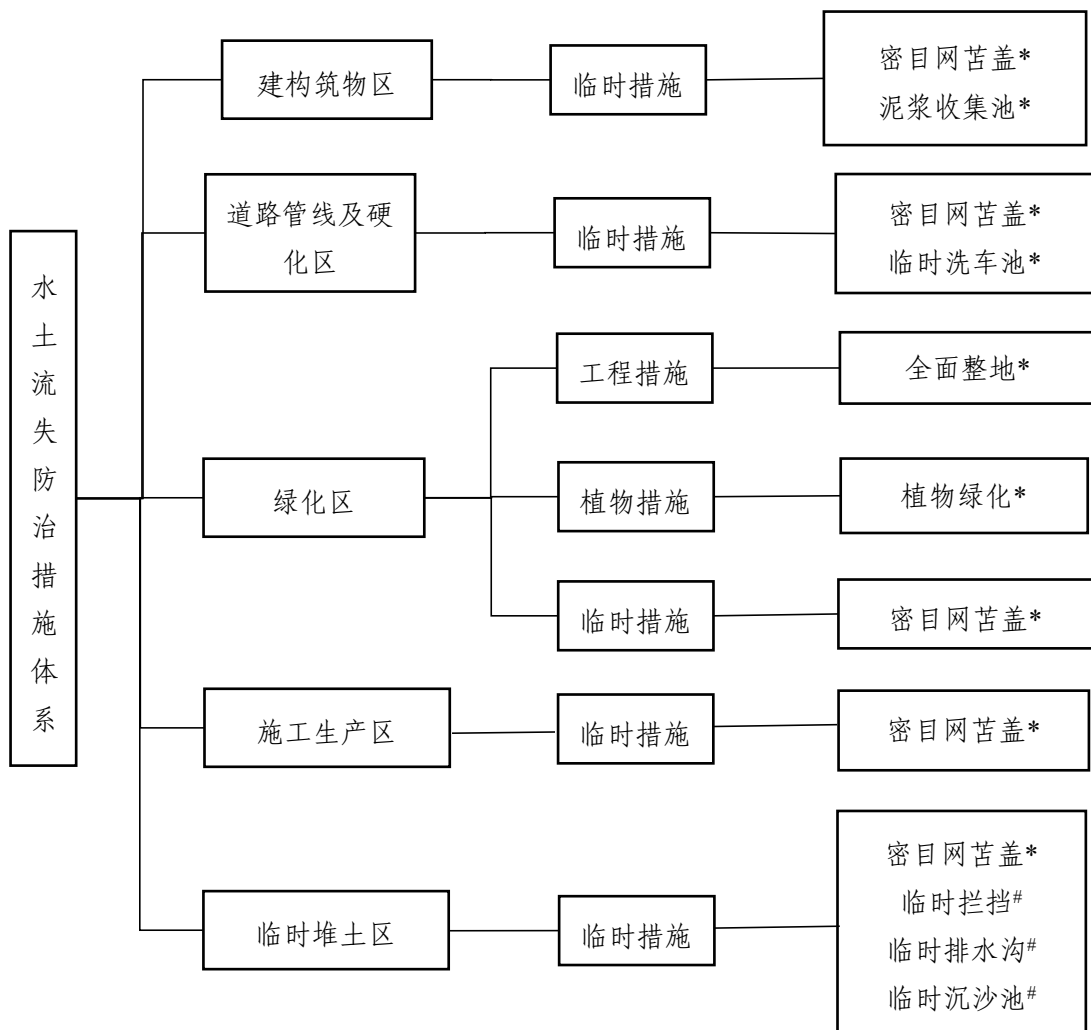 水土流失防治措施体系
建构筑物区
临时措施
密目网苫盖*
泥浆收集池*
道路管线及硬
化区
临时措施
密目网苫盖*
临时洗车池*
绿化区
工程措施
全面整地*
植物措施
植物绿化*
临时措施
密目网苫盖*
施工生产区
临时措施
密目网苫盖*
临时堆土区
临时措施
密目网苫盖*
临时拦挡#
临时排水沟#
临时沉沙池#